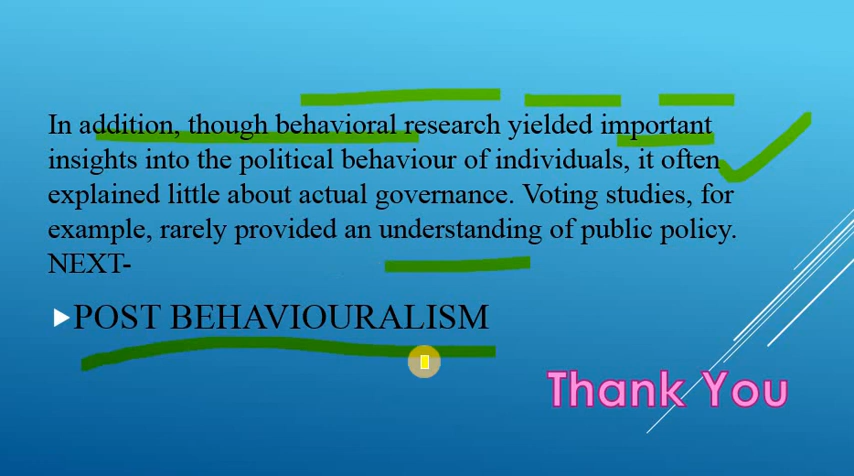 In addition, though behavioral research yielded important
insights into the political behaviour of individuals, it often
explained little about actual governance. Voting studies, for
example, rarely provided an understanding of public policy.
NEXT-
POST BEHAVIOURALISM
Thank You